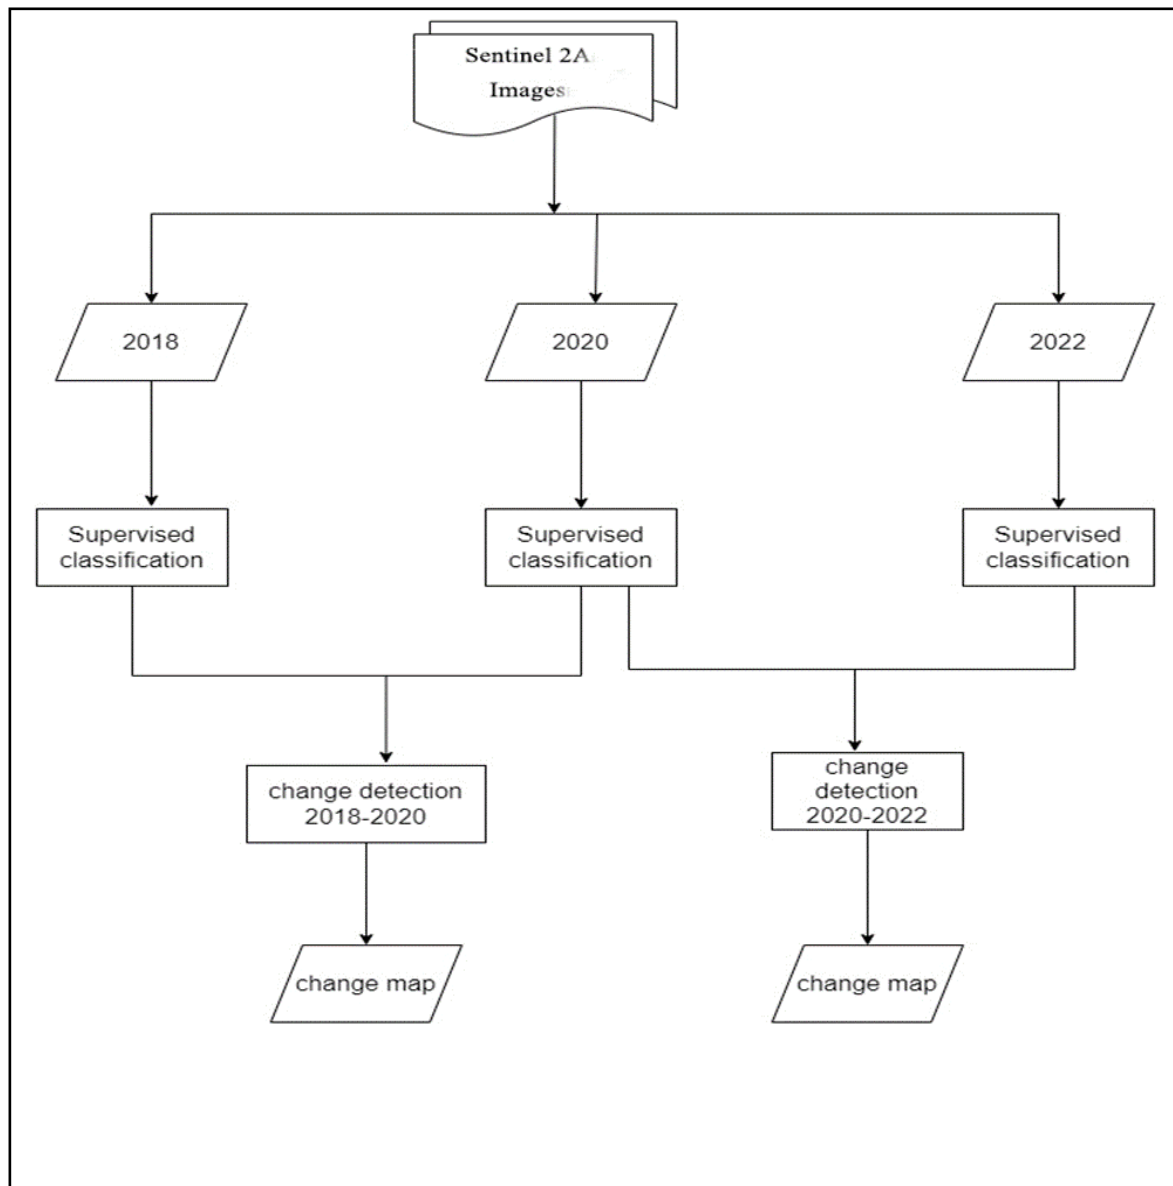 Sentinel 2A
Images
2018
2020
2022
Supervised
classification
Supervised
classification
Supervised
classification
change detection
2018-2020
change
detection
2020-2022
change map
change map